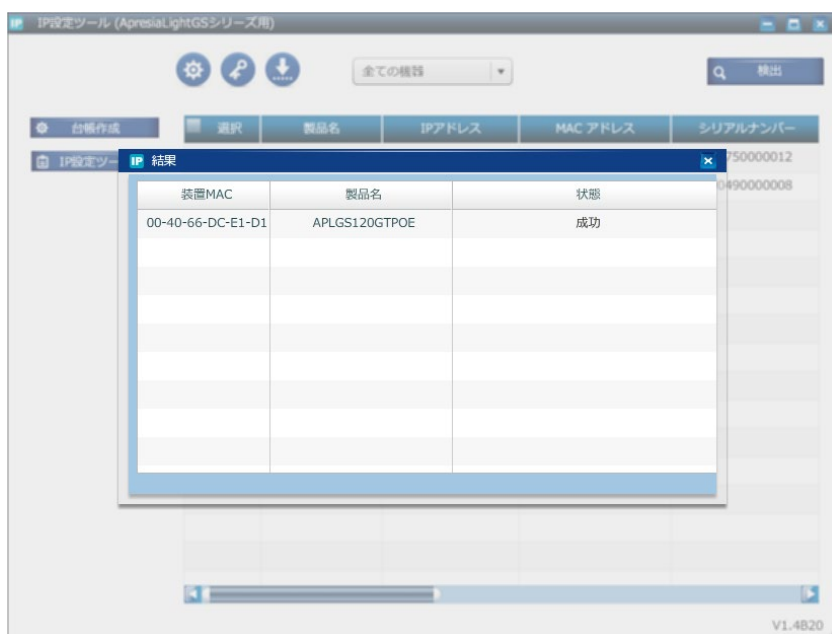 IP IP設定ツール (ApresiaLightGSシリーズ用)
全ての機器
検出
台帳作成
選択 製品名 IPアドレス MAC アドレス シリアルナンバー
IP設定ツー
IP 結果
750000012
装置MAC 製品名 状態
0490000008
00-40-66-DC-E1-D1 APLGS120GTPOE 成功
V1.4B20